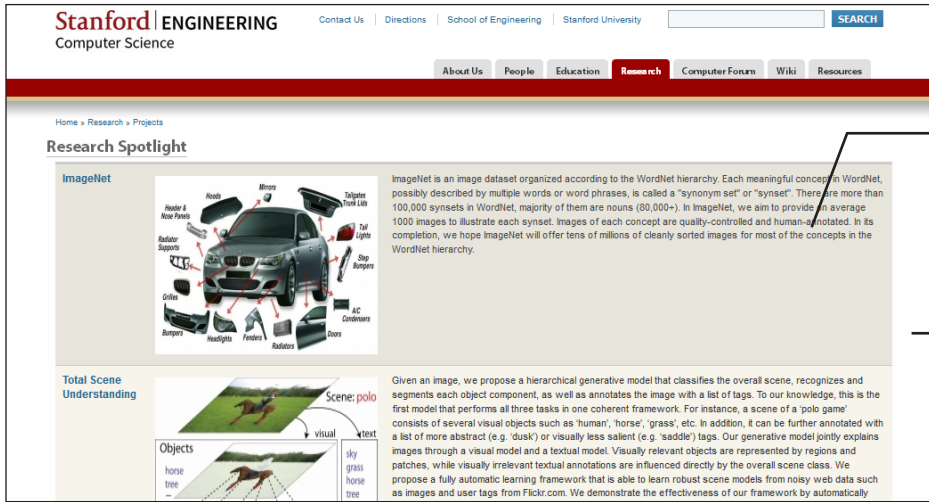 Stanford ENGINEERING
Computer Science
Contact Us
Directions
School of Engineering
Stanford University
SEARCH
About Us
People
Education
Research
Computer Forum
Wiki
Resources
Home » Research » Projects
Research Spotlight
ImageNet
Mirrors
Hoods
Tailgates
Trunk Lids
Header &
Nose Panels
Tail
Lights
Radiator
Supports
Step
Bumpers
Grilles
A/C
Condensers
Bumpers
Headlights
Fenders
Radiators
Doors
ImageNet is an image dataset organized according to the WordNet hierarchy. Each meaningful concept in WordNet,
possibly described by multiple words or word phrases, is called a "synonym set" or "synset". There are more than
100,000 synsets in WordNet, majority of them are nouns (80,000+). In ImageNet, we aim to provide on average
1000 images to illustrate each synset. Images of each concept are quality-controlled and human-annotated. In its
completion, we hope ImageNet will offer tens of millions of cleanly sorted images for most of the concepts in the
WordNet hierarchy.
Total Scene
Understanding
Scene: polo
visual
text
Objects
horse
tree
sky
grass
horse
tree
Given an image, we propose a hierarchical generative model that classifies the overall scene, recognizes and
segments each object component, as well as annotates the image with a list of tags. To our knowledge, this is the
first model that performs all three tasks in one coherent framework. For instance, a scene of a 'polo game'
consists of several visual objects such as 'human', 'horse', 'grass', etc. In addition, it can be further annotated with
a list of more abstract (e.g. 'dusk') or visually less salient (e.g. 'saddle') tags. Our generative model jointly explains
images through a visual model and a textual model. Visually relevant objects are represented by regions and
patches, while visually irrelevant textual annotations are influenced directly by the overall scene class. We
propose a fully automatic learning framework that is able to learn robust scene models from noisy web data such
as images and user tags from Flickr.com. We demonstrate the effectiveness of our framework by automatically